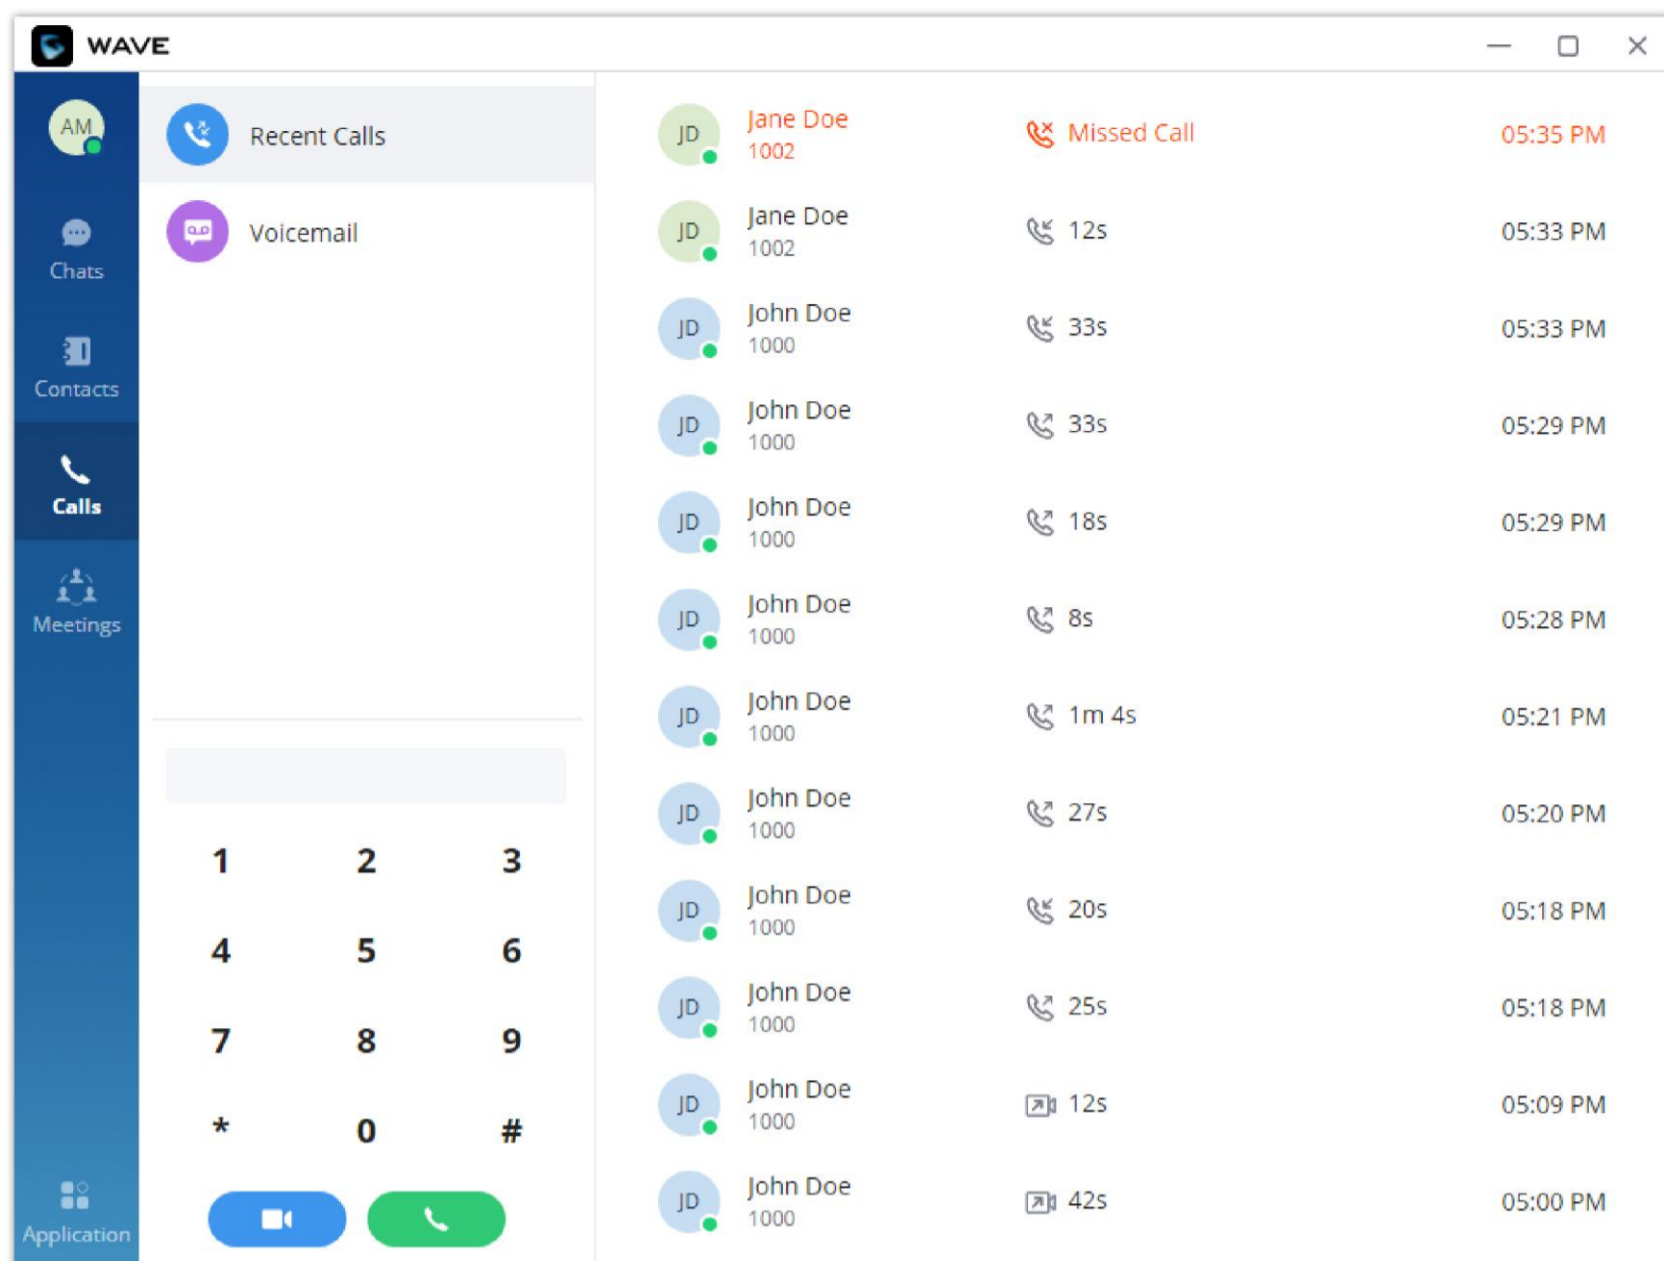 WAVE
AM
Chats
Contacts
Calls
Meetings
Application
Recent Calls
Voicemail
1 2 3
4 5 6
7 8 9
* 0 #
JD Jane Doe 1002 Missed Call 05:35 PM
JD Jane Doe 1002 12s 05:33 PM
JD John Doe 1000 33s 05:33 PM
JD John Doe 1000 33s 05:29 PM
JD John Doe 1000 18s 05:29 PM
JD John Doe 1000 8s 05:28 PM
JD John Doe 1000 1m 4s 05:21 PM
JD John Doe 1000 27s 05:20 PM
JD John Doe 1000 20s 05:18 PM
JD John Doe 1000 25s 05:18 PM
JD John Doe 1000 12s 05:09 PM
JD John Doe 1000 42s 05:00 PM